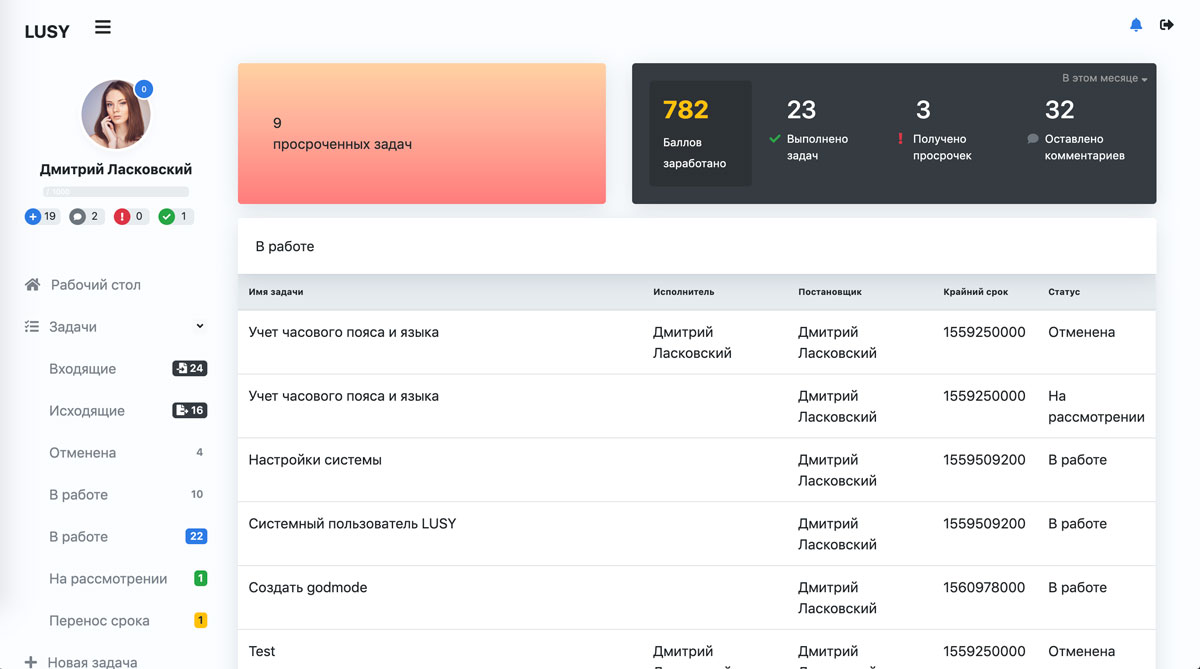 LUSY
0
Дмитрий Ласковский
/ 1000
19
2
0
1
Рабочий стол
Задачи
Входящие
24
Исходящие
16
Отменена
4
В работе
10
В работе
22
На рассмотрении
1
Перенос срока
1
Новая задача
9
просроченных задач
В этом месяце
782
Баллов
заработано
23
Выполнено
задач
3
Получено
просрочек
32
Оставлено
комментариев
В работе
Имя задачи Исполнитель Постановщик Крайний срок Статус
Учет часового пояса и языка Дмитрий Дмитрий 1559250000 Отменена
Ласковский Ласковский
Учет часового пояса и языка Дмитрий 1559250000 На
Ласковский рассмотрении
Настройки системы Дмитрий 1559509200 В работе
Ласковский
Системный пользователь LUSY Дмитрий 1559509200 В работе
Ласковский
Создать godmode Дмитрий 1560978000 В работе
Ласковский
Test Дмитрий Дмитрий 1559250000 Отменена